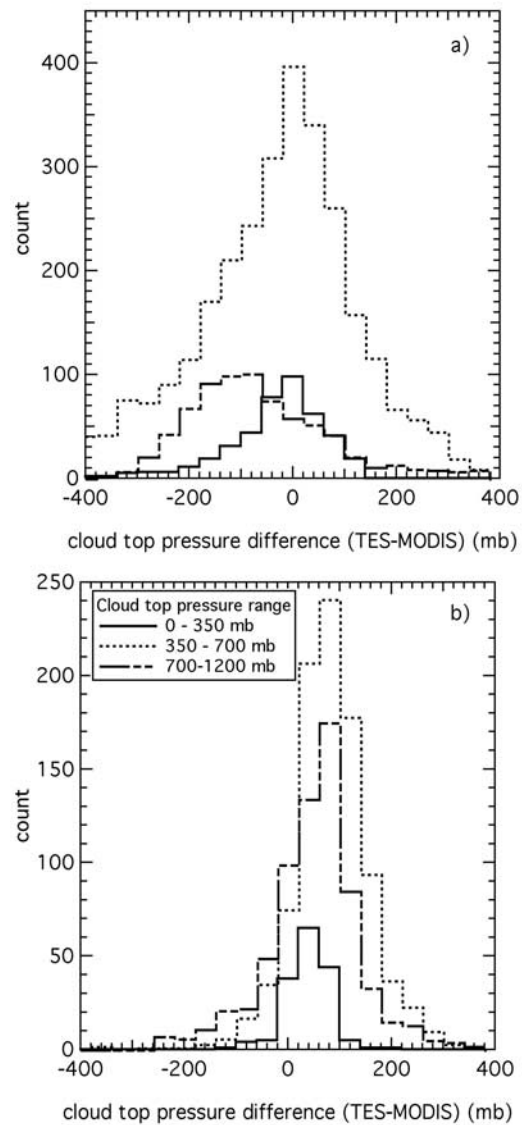 a)
400
300
200
100
0
count
-400 -200 0 200 400
cloud top pressure difference (TES-MODIS) (mb)
250
Cloud top pressure range
0 - 350 mb
350 - 700 mb
700-1200 mb
b)
200
150
100
50
0
count
-400 -200 0 200 400
cloud top pressure difference (TES-MODIS) (mb)